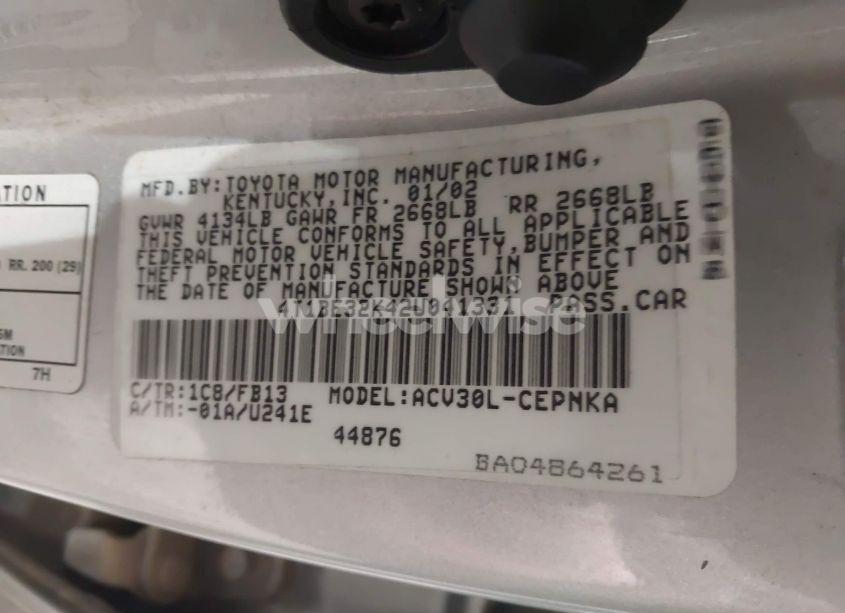 ATION
RR. 200 (29)
7H
MFD.BY:TOYOTA MOTOR MANUFACTURING,
KENTUCKY,INC. 01/02
GVWR 4134LB GAWR FR 2668LB RR 2668LB
THIS VEHICLE CONFORMS TO ALL APPLICABLE
FEDERAL MOTOR VEHICLE SAFETY,BUMPER AND
THEFT PREVENTION STANDARDS IN EFFECT ON
THE DATE OF MANUFACTURE SHOWN ABOVE
4T1BE32K42U041331 PASS.CAR
wheelwise
C/TR:1C8/FB13 MODEL:ACV30L-CEPNKA
A/TM:-01A/U241E
44876
BA04864261